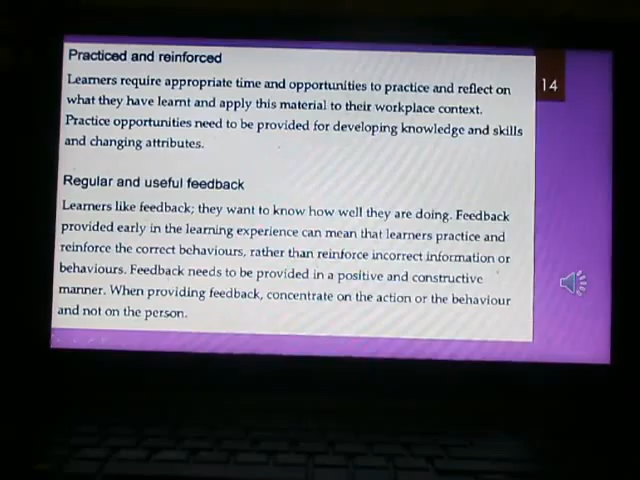 Practiced and reinforced
14
Learners require appropriate time and opportunities to practice and reflect on
what they have learnt and apply this material to their workplace context.
Practice opportunities need to be provided for developing knowledge and skills
and changing attributes.
Regular and useful feedback
Learners like feedback; they want to know how well they are doing. Feedback
provided early in the learning experience can mean that learners practice and
reinforce the correct behaviours, rather than reinforce incorrect information or
behaviours. Feedback needs to be provided in a positive and constructive
manner. When providing feedback, concentrate on the action or the behaviour
and not on the person.